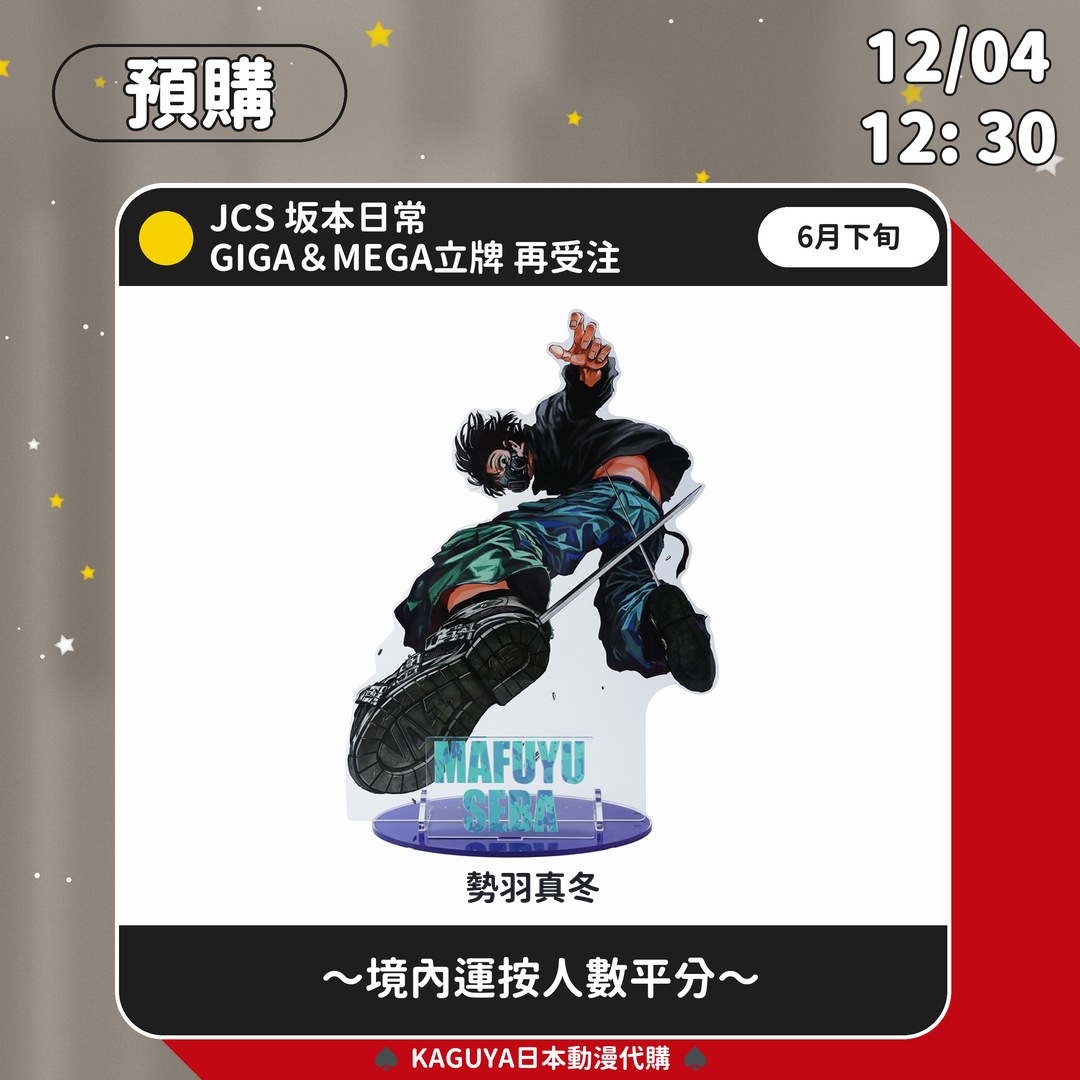 預購
12/04
12: 30
JCS 坂本日常
GIGA＆MEGA立牌 再受注
6月下旬
MAFUYU
SEBA
勢羽真冬
～境內運按人數平分～
KAGUYA日本動漫代購